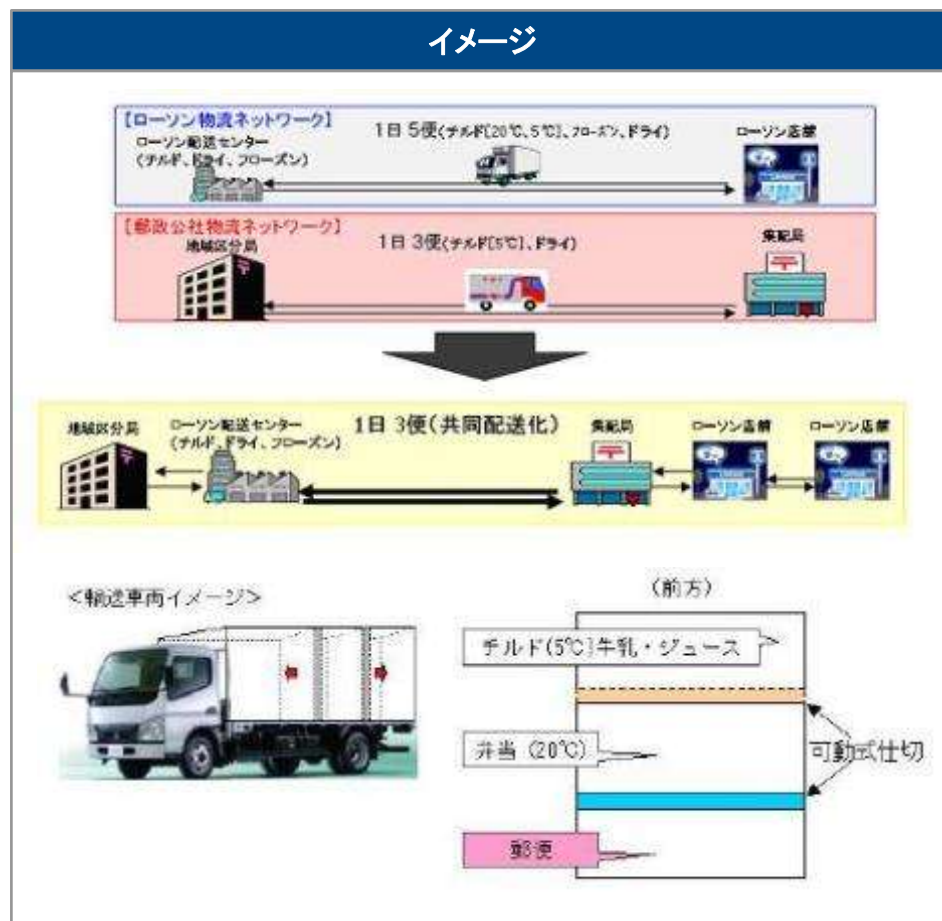 イメージ
【ローソン物流ネットワーク】
ローソン配送センター
(チルド、ドライ、フローズン)
1日 5便(チルド[20℃、5℃]、フローズン、ドライ)
ローソン店舗
【郵政公社物流ネットワーク】
地域区分局
1日 3便(チルド[5℃]、ドライ)
集配局
地域区分局
ローソン配送センター
(チルド、ドライ、フローズン)
1日 3便(共同配送化)
集配局
ローソン店舗
ローソン店舗
<輸送車両イメージ>
(前方)
チルド(5℃]牛乳・ジュース
弁当 (20℃)
可動式仕切
郵便